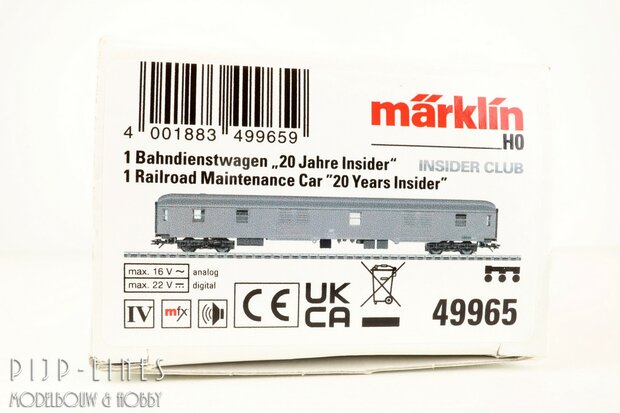 4 001883 499659
märklin
H0
1 Bahndienstwagen „20 Jahre Insider“
INSIDER CLUB
1 Railroad Maintenance Car ”20 Years Insider”
max. 16 V ~ analog
max. 22 V ⎓ digital
IV mfx CE UK CA 49965
PIJP-LINES
MODELBOUW & HOBBY